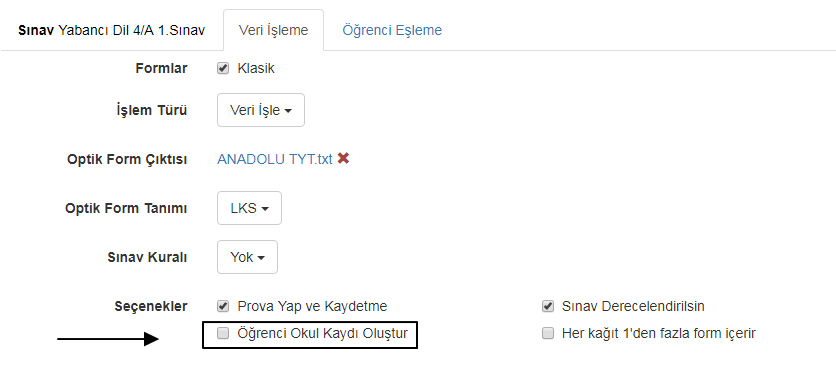 Sınav Yabancı Dil 4/A 1.Sınav Veri İşleme Öğrenci Eşleme
Formlar Klasik
İşlem Türü Veri İşle
Optik Form Çıktısı ANADOLU TYT.txt
Optik Form Tanımı LKS
Sınav Kuralı Yok
Seçenekler Prova Yap ve Kaydetme Sınav Derecelendirilsin
Öğrenci Okul Kaydı Oluştur Her kağıt 1'den fazla form içerir